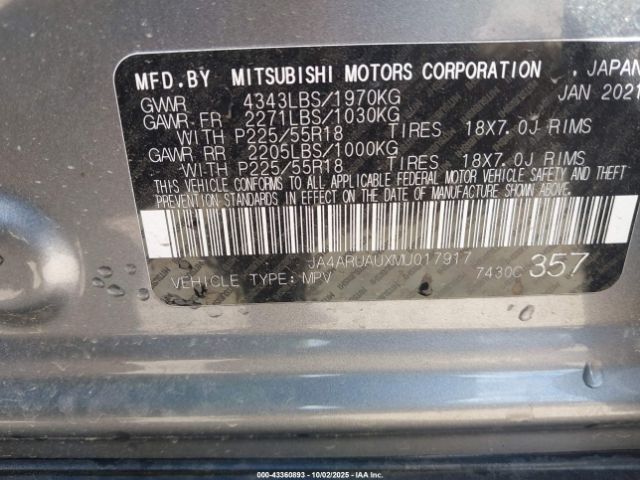 MFD.BY MITSUBISHI MOTORS CORPORATION , JAPAN
GVWR 4343LBS/1970KG JAN 2021
GAWR FR 2271LBS/1030KG
WITH P225/55R18 TIRES 18X7.0J RIMS
GAWR RR 2205LBS/1000KG
WITH P225/55R18 TIRES 18X7.0J RIMS
THIS VEHICLE CONFORMS TO ALL APPLICABLE FEDERAL MOTOR VEHICLE SAFETY AND THEFT
PREVENTION STANDARDS IN EFFECT ON THE DATE OF MANUFACTURE SHOWN ABOVE.
JA4ARUAUXMU017917
VEHICLE TYPE: MPV 7430C 357
000-43360893 - 10/02/2025 - IAA Inc.